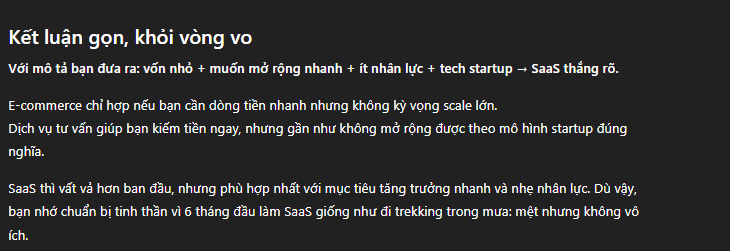 Kết luận gọn, khỏi vòng vo
Với mô tả bạn đưa ra: vốn nhỏ + muốn mở rộng nhanh + ít nhân lực + tech startup → SaaS thắng rõ.
E-commerce chỉ hợp nếu bạn cần dòng tiền nhanh nhưng không kỳ vọng scale lớn.
Dịch vụ tư vấn giúp bạn kiếm tiền ngay, nhưng gần như không mở rộng được theo mô hình startup đúng
nghĩa.
SaaS thì vất vả hơn ban đầu, nhưng phù hợp nhất với mục tiêu tăng trưởng nhanh và nhẹ nhân lực. Dù vậy,
bạn nhớ chuẩn bị tinh thần vì 6 tháng đầu làm SaaS giống như đi trekking trong mưa: mệt nhưng không vô
ích.